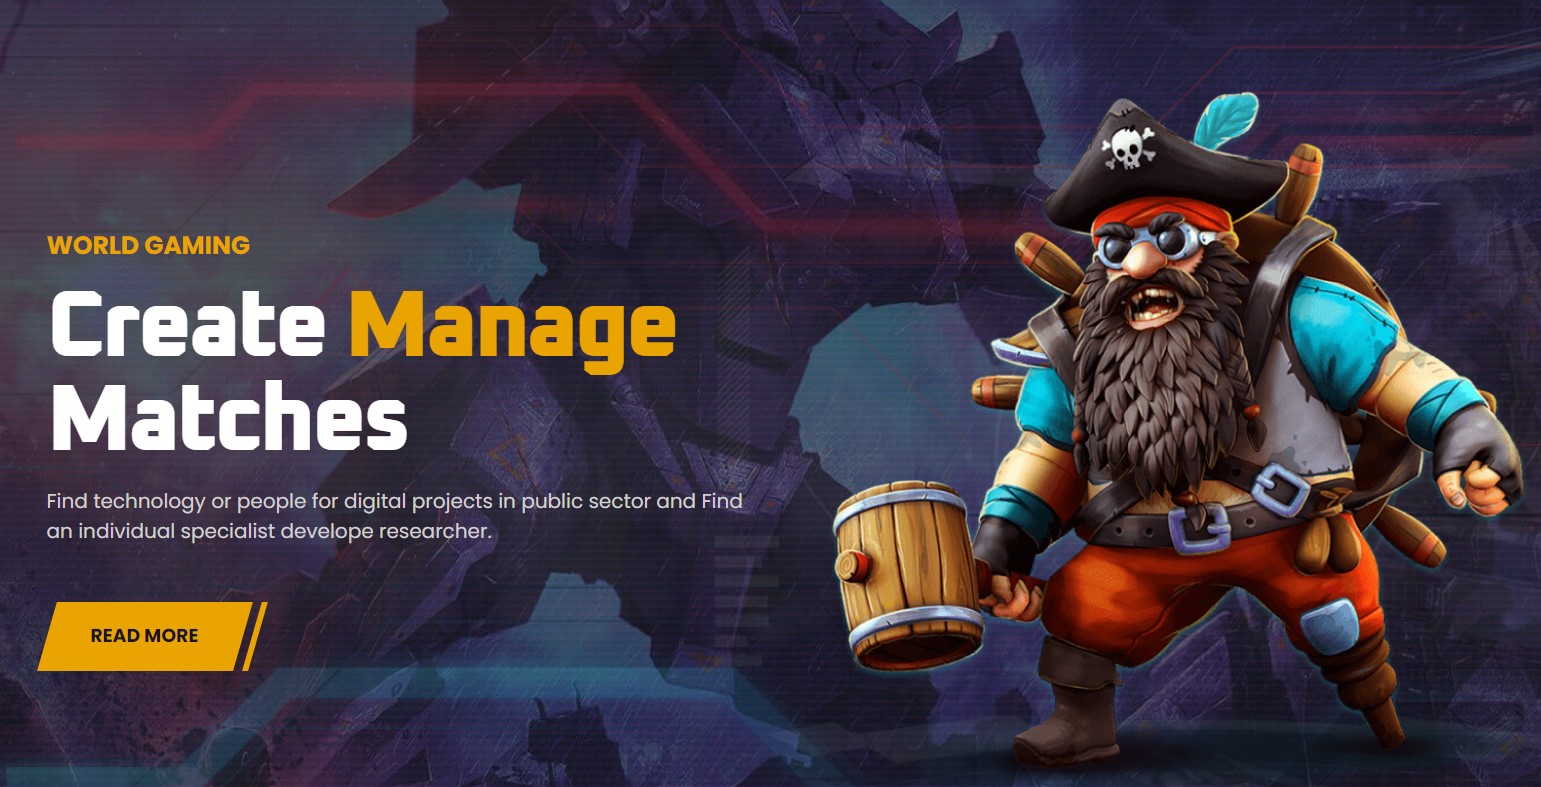 WORLD GAMING
Create Manage
Matches
Find technology or people for digital projects in public sector and Find
an individual specialist develope researcher.
READ MORE